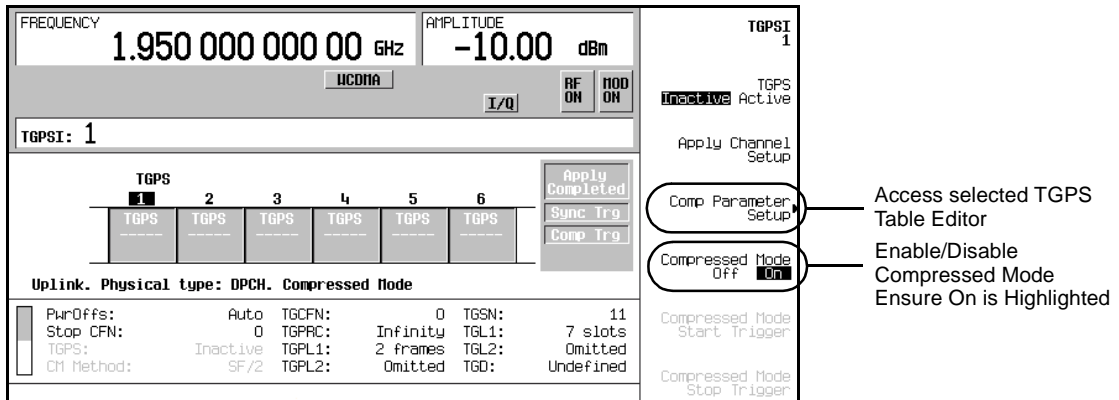 FREQUENCY
1.950 000 000 00 GHz
AMPLITUDE
-10.00 dBm
WCDMA
I/Q
RF ON
MOD ON
TGPSI: 1
TGPS
1 2 3 4 5 6
TGPS TGPS TGPS TGPS TGPS TGPS
----- ----- ----- ----- ----- -----
Apply Completed
Sync Trg
Comp Trg
Uplink. Physical type: DPCH. Compressed Mode
PwrOffs: Auto TGCFN: 0 TGSN: 11
Stop CFN: 0 TGPRC: Infinity TGL1: 7 slots
TGPS: Inactive TGPL1: 2 frames TGL2: Omitted
CM Method: SF/2 TGPL2: Omitted TGD: Undefined
TGPSI
1
TGPS
Inactive Active
Apply Channel
Setup
Comp Parameter
Setup
Compressed Mode
Off On
Compressed Mode
Start Trigger
Compressed Mode
Stop Trigger
Access selected TGPS
Table Editor
Enable/Disable
Compressed Mode
Ensure On is Highlighted